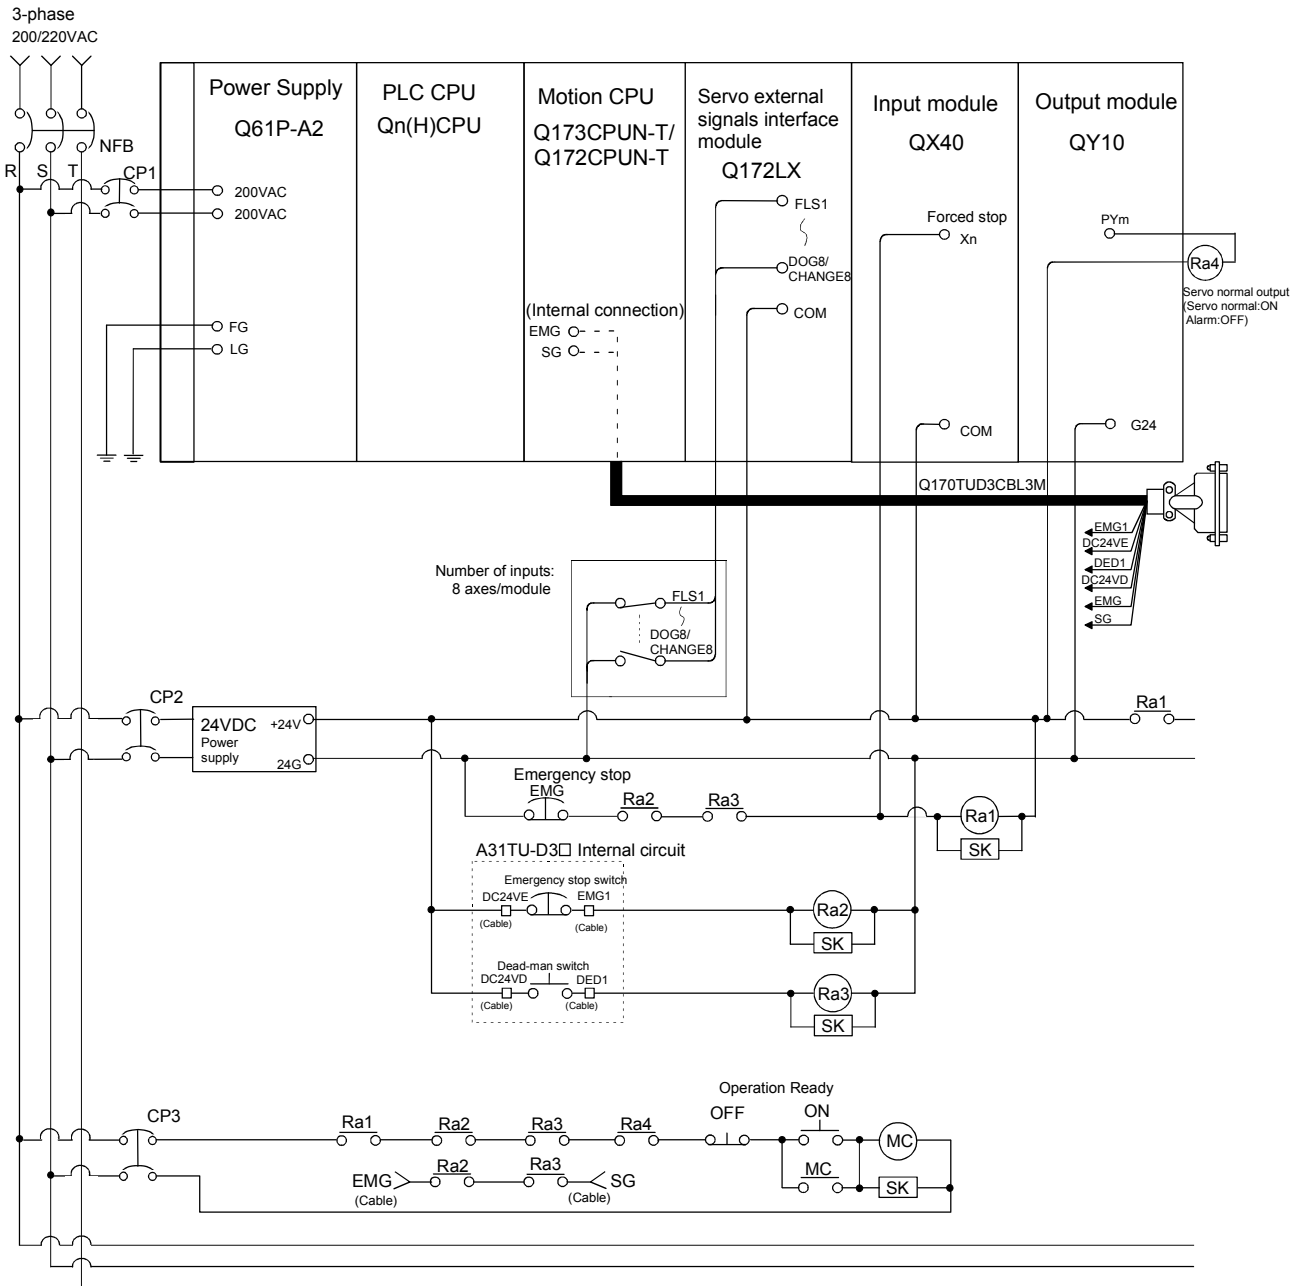 3-phase
200/220VAC
NFB
R S T
CP1
Power Supply
Q61P-A2
200VAC
200VAC
FG
LG
PLC CPU
Qn(H)CPU
Motion CPU
Q173CPUN-T/
Q172CPUN-T
(Internal connection)
EMG
SG
Servo external
signals interface
module
Q172LX
FLS1
DOG8/
CHANGE8
COM
Input module
QX40
Forced stop
Xn
COM
Output module
QY10
PYm
G24
Ra4
Servo normal output
(Servo normal:ON
Alarm:OFF)
Q170TUD3CBL3M
EMG1
DC24VE
DED1
DC24VD
EMG
SG
Number of inputs:
8 axes/module
FLS1
DOG8/
CHANGE8
CP2
24VDC
Power
supply
+24V
24G
Ra1
Emergency stop
EMG
Ra2
Ra3
Ra1
SK
A31TU-D3□ Internal circuit
Emergency stop switch
DC24VE
EMG1
(Cable)
(Cable)
Ra2
SK
Dead-man switch
DC24VD
DED1
(Cable)
(Cable)
Ra3
SK
Operation Ready
CP3
Ra1
Ra2
Ra3
Ra4
OFF
ON
MC
EMG
(Cable)
Ra2
Ra3
SG
(Cable)
MC
SK